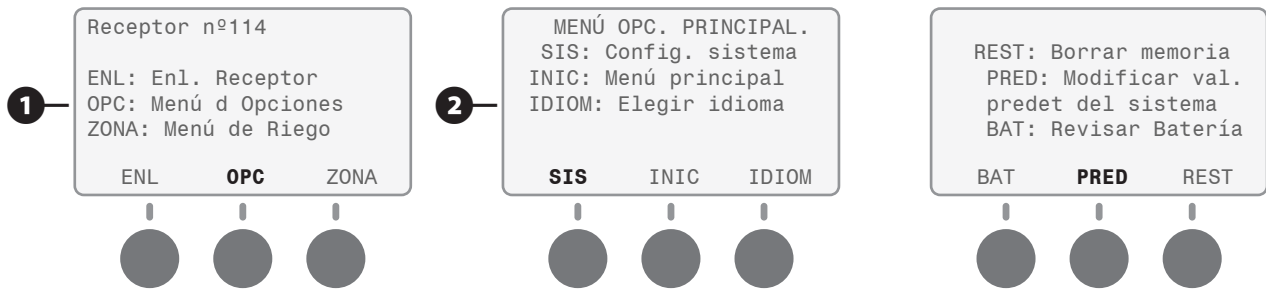 Receptor nº114
ENL: Enl. Receptor
1
OPC: Menú d Opciones
ZONA: Menú de Riego
ENL OPC ZONA
MENÚ OPC. PRINCIPAL.
SIS: Config. sistema
INIC: Menú principal
2
IDIOM: Elegir idioma
SIS INIC IDIOM
REST: Borrar memoria
PRED: Modificar val.
predet del sistema
BAT: Revisar Batería
BAT PRED REST